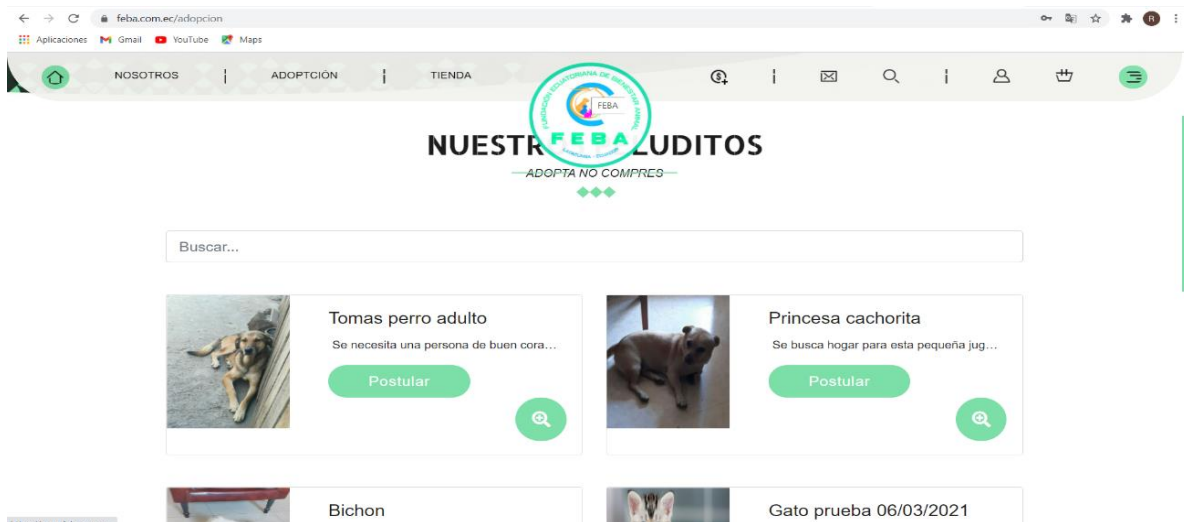 feba.com.ec/adopcion
R
Aplicaciones Gmail YouTube Maps
NOSOTROS ADOPTCIÓN TIENDA
FEBA
FEBA
NUESTR LUDITOS
ADOPTA NO COMPRES
Buscar...
Tomas perro adulto
Se necesita una persona de buen cora...
Postular
Princesa cachorita
Se busca hogar para esta pequeña jug...
Postular
Bichon
Gato prueba 06/03/2021